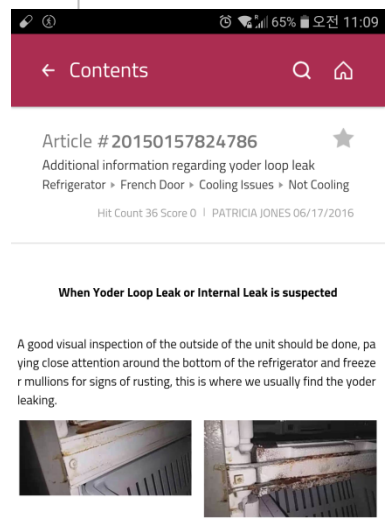 65% 오전 11:09
Contents
Article #20150157824786
Additional information regarding yoder loop leak
Refrigerator ▸ French Door ▸ Cooling Issues ▸ Not Cooling
Hit Count 36 Score 0 | PATRICIA JONES 06/17/2016
When Yoder Loop Leak or Internal Leak is suspected
A good visual inspection of the outside of the unit should be done, pa
ying close attention around the bottom of the refrigerator and freeze
r mullions for signs of rusting, this is where we usually find the yoder
leaking.